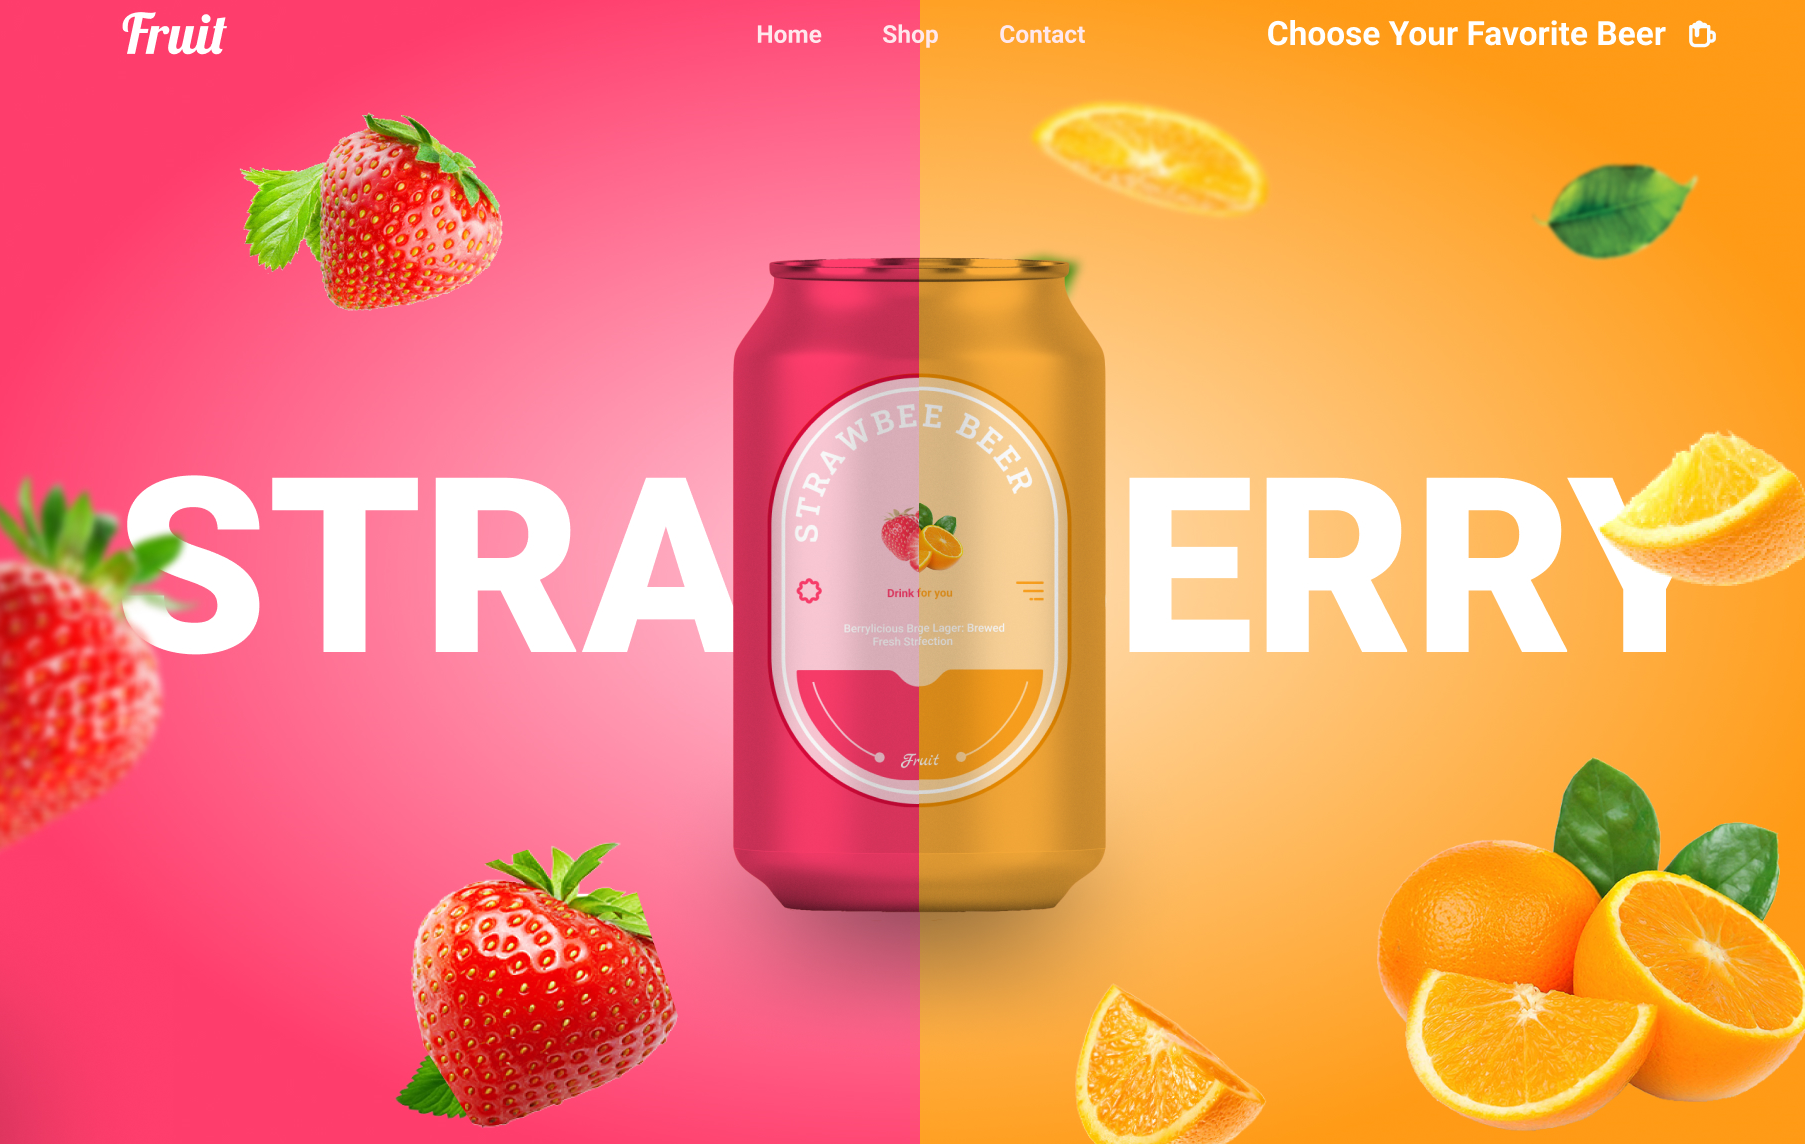 Fruit
Home Shop Contact
Choose Your Favorite Beer
STRA ERRY
STRAWBEE BEER
Drink for you
Berrylicious Brge Lager: Brewed
Fresh Strfection
Fruit